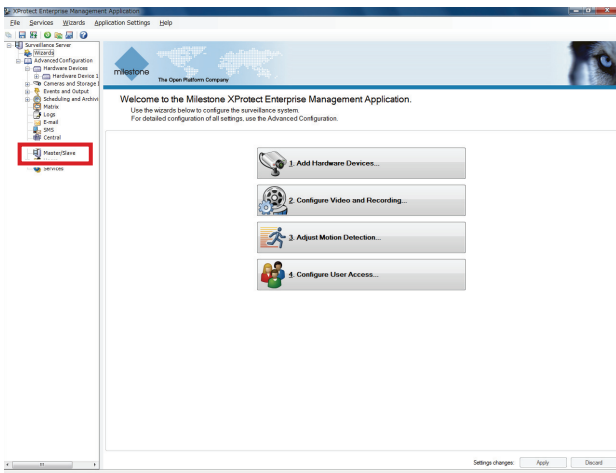 XProtect Enterprise Management Application
File Services Wizards Application Settings Help
Surveillance Server
Wizards
Advanced Configuration
Hardware Devices
Hardware Device 1
Cameras and Storage
Events and Output
Scheduling and Archivi
Matrix
Logs
E-mail
SMS
Central
Master/Slave
Services
milestone
The Open Platform Company
Welcome to the Milestone XProtect Enterprise Management Application.
Use the wizards below to configure the surveillance system.
For detailed configuration of all settings, use the Advanced Configuration.
1. Add Hardware Devices...
2. Configure Video and Recording...
3. Adjust Motion Detection...
4. Configure User Access...
Settings changes: Apply Discard